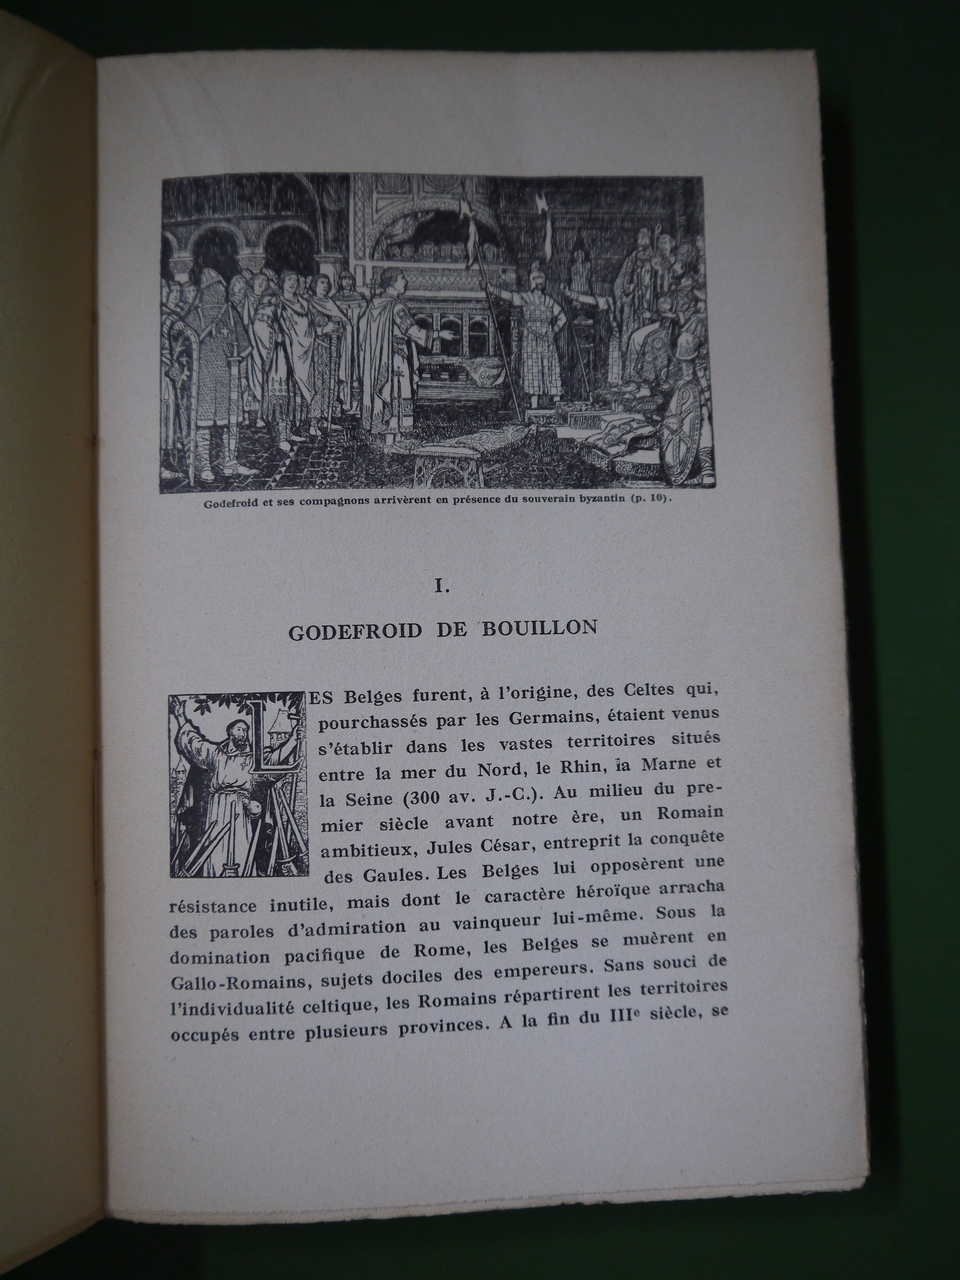 Godefroid et ses compagnons arrivèrent en présence du souverain byzantin (p. 10).
I.
GODEFROID DE BOUILLON
LES Belges furent, à l'origine, des Celtes qui,
pourchassés par les Germains, étaient venus
s'établir dans les vastes territoires situés
entre la mer du Nord, le Rhin, la Marne et
la Seine (300 av. J.-C.). Au milieu du pre-
mier siècle avant notre ère, un Romain
ambitieux, Jules César, entreprit la conquête
des Gaules. Les Belges lui opposèrent une
résistance inutile, mais dont le caractère héroïque arracha
des paroles d'admiration au vainqueur lui-même. Sous la
domination pacifique de Rome, les Belges se muèrent en
Gallo-Romains, sujets dociles des empereurs. Sans souci de
l'individualité celtique, les Romains répartirent les territoires
occupés entre plusieurs provinces. A la fin du IIIe siècle, se